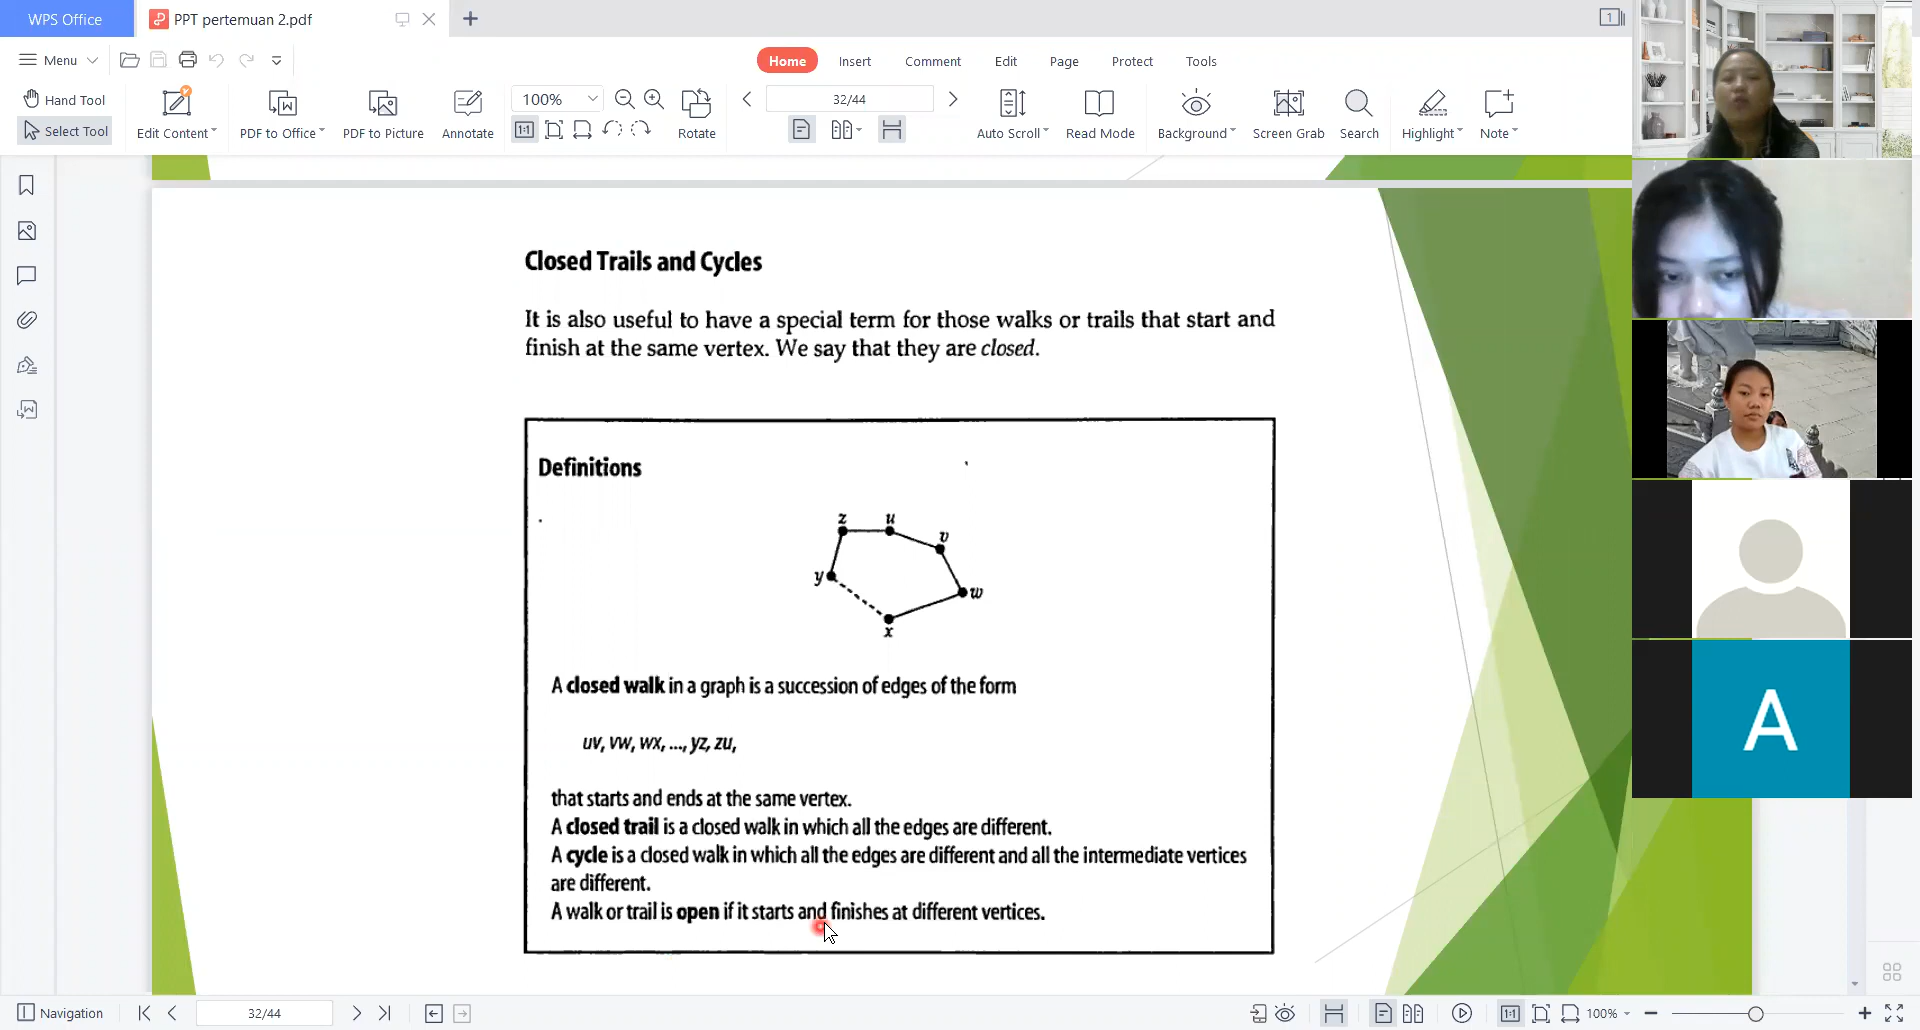 WPS Office
PPT pertemuan 2.pdf
1
Menu
Home
Insert
Comment
Edit
Page
Protect
Tools
Hand Tool
Select Tool
Edit Content
PDF to Office
PDF to Picture
Annotate
100%
1:1
Rotate
32/44
Auto Scroll
Read Mode
Background
Screen Grab
Search
Highlight
Note
Closed Trails and Cycles
It is also useful to have a special term for those walks or trails that start and
finish at the same vertex. We say that they are closed.
Definitions
z
u
v
y
w
x
A closed walk in a graph is a succession of edges of the form
uv, vw, wx, ..., yz, zu,
that starts and ends at the same vertex.
A closed trail is a closed walk in which all the edges are different.
A cycle is a closed walk in which all the edges are different and all the intermediate vertices
are different.
A walk or trail is open if it starts and finishes at different vertices.
A
Navigation
32/44
1:1
100%